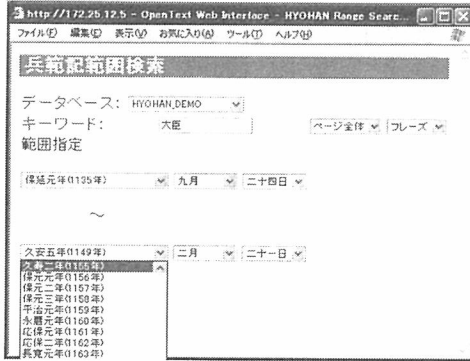 http://172.25.12.5 - OpenText Web Interface - HYOHAN Range Searc...
ファイル(F) 編集(E) 表示(V) お気に入り(A) ツール(T) ヘルプ(H)
兵範記範囲検索
データベース: HYOHAN_DEMO
キーワード: 大臣 ページ全体 フレーズ
範囲指定
保延元年(1135年) 九月 二十四日
～
久安五年(1149年) 二月 二十一日
久寿二年(1155年)
保元元年(1156年)
保元二年(1157年)
保元三年(1158年)
平治元年(1159年)
永暦元年(1160年)
応保元年(1161年)
応保二年(1162年)
長寛元年(1163年)